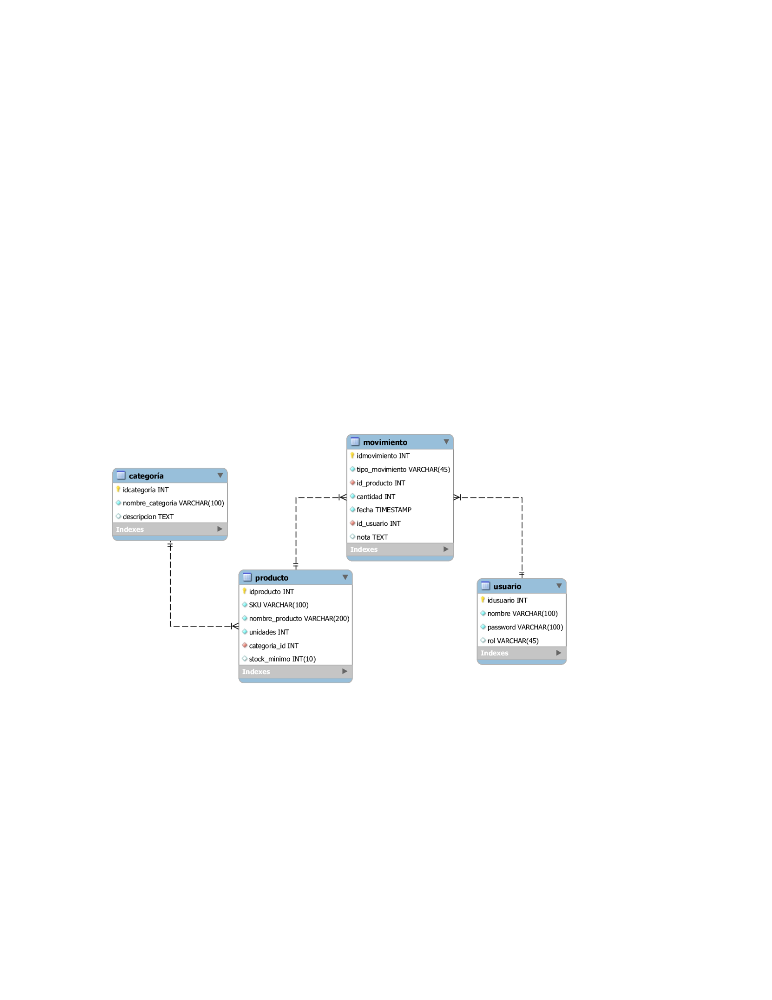 movimiento
idmovimiento INT
tipo_movimiento VARCHAR(45)
id_producto INT
cantidad INT
fecha TIMESTAMP
id_usuario INT
nota TEXT
Indexes
categoría
idcategoría INT
nombre_categoria VARCHAR(100)
descripcion TEXT
Indexes
producto
idproducto INT
SKU VARCHAR(100)
nombre_producto VARCHAR(200)
unidades INT
categoria_id INT
stock_minimo INT(10)
Indexes
usuario
idusuario INT
nombre VARCHAR(100)
password VARCHAR(100)
rol VARCHAR(45)
Indexes